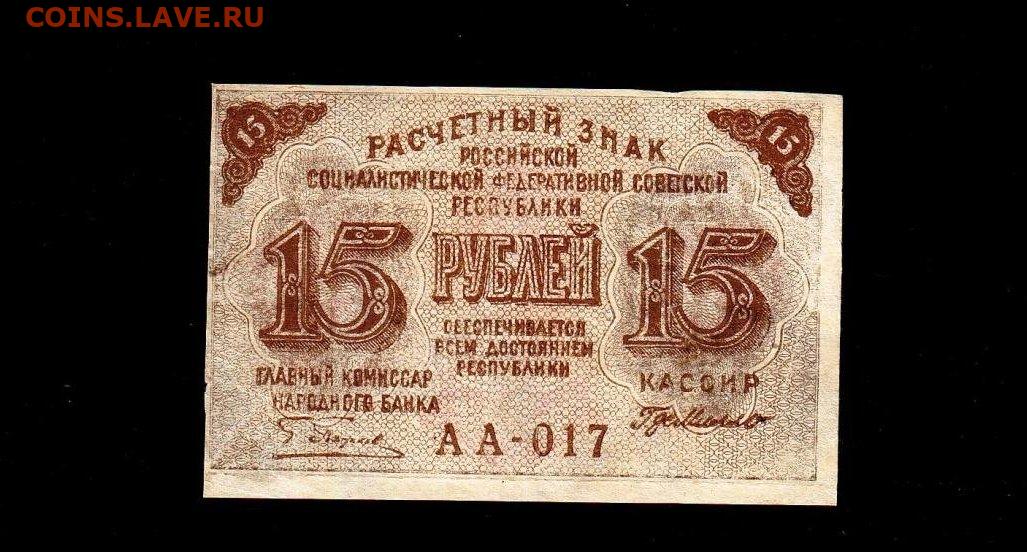 COINS.LAVE.RU
15
15
РАСЧЕТНЫЙ ЗНАК
РОССИЙСКОЙ
СОЦИАЛИСТИЧЕСКОЙ ФЕДЕРАТИВНОЙ СОВЕТСКОЙ
РЕСПУБЛИКИ
15 РУБЛЕЙ 15
ОБЕСПЕЧИВАЕТСЯ
ВСЕМ ДОСТОЯНИЕМ
РЕСПУБЛИКИ
ГЛАВНЫЙ КОМИССАР
НАРОДНОГО БАНКА
КАССИР
АА-017